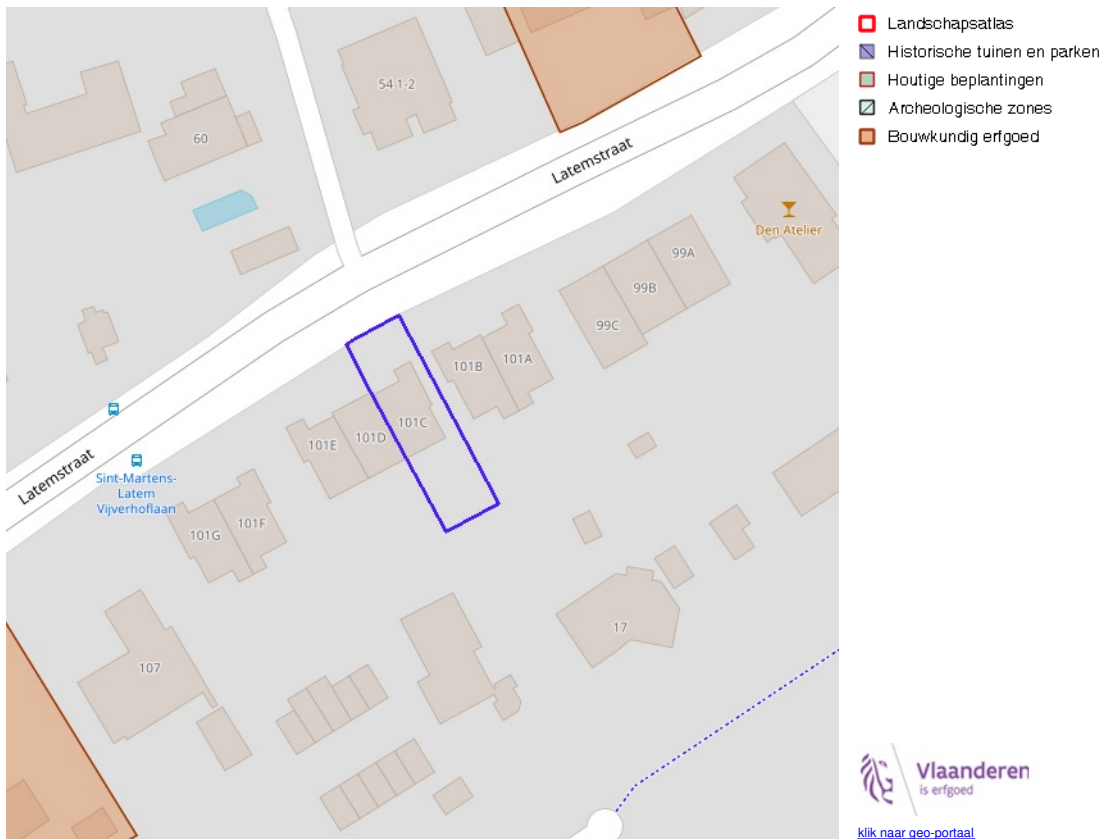 Landschapsatlas
Historische tuinen en parken
Houtige beplantingen
Archeologische zones
Bouwkundig erfgoed
54 1-2
60
Latemstraat
Den Atelier
99A
99B
99C
101A
101B
101C
101D
101E
Latemstraat
Sint-Martens-
Latem
Vijverhoflaan
101F
101G
17
107
Vlaanderen
is erfgoed
klik naar geo-portaal